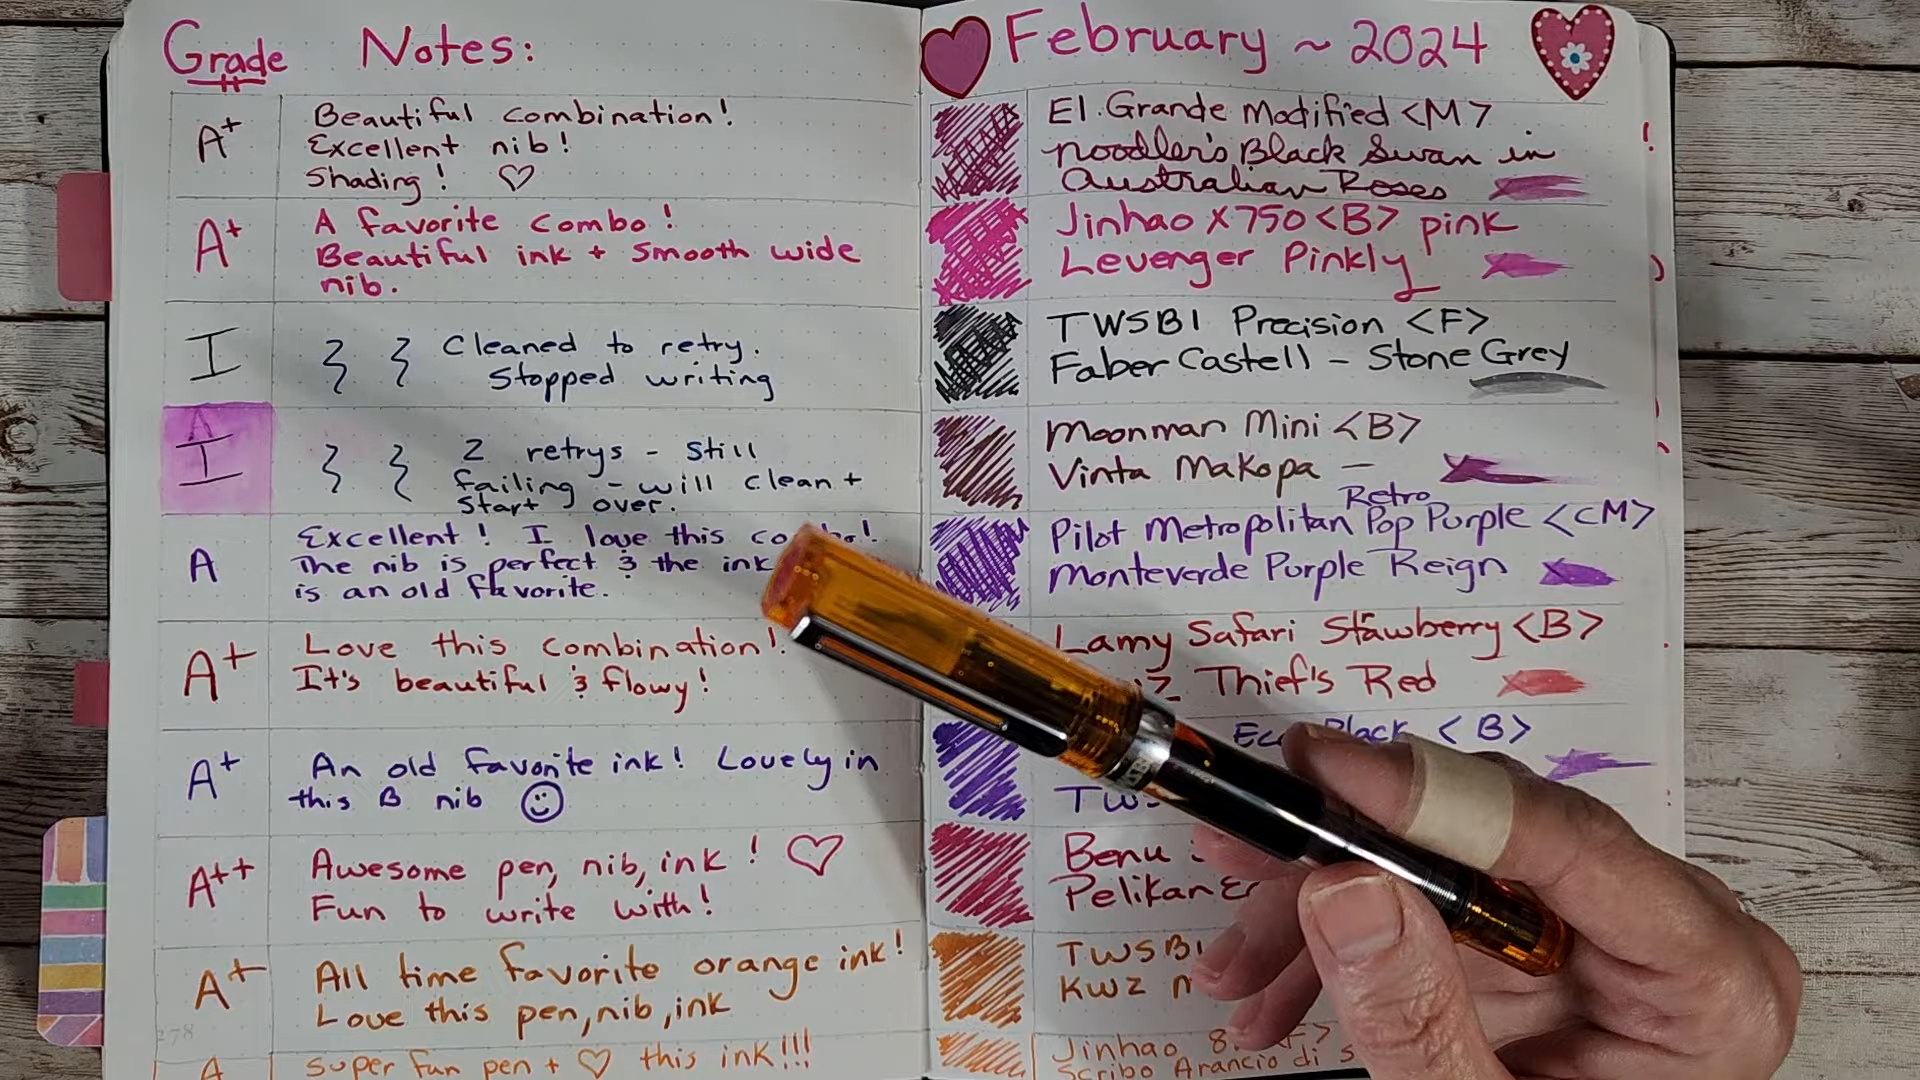 Grade Notes:
A+
Beautiful combination!
Excellent nib!
Shading! ♡
A+
A favorite combo!
Beautiful ink + smooth wide
nib.
I
Cleaned to retry.
Stopped writing
I
2 retrys - still
failing - will clean +
start over.
A
Excellent! I love this
The nib is perfect & the ink
is an old favorite.
A+
Love this combination!
It's beautiful & flowy!
A+
An old favorite ink! Lovely in
this B nib ☺
A++
Awesome pen, nib, ink! ♡
Fun to write with!
A+
All time favorite orange ink!
Love this pen, nib, ink
278
A
Super fun pen + ♡ this ink!!!
February ~ 2024
El Grande Modified <M>
Noodler's Black Swan in
Australian Roses
Jinhao X750 <B> pink
Levenger Pinkly
TWSBI Precision <F>
Faber Castell - Stone Grey
Moonman Mini <B>
Vinta Makopa -
Retro
Pilot Metropolitan Pop Purple <CM>
Monteverde Purple Reign
Lamy Safari Stawberry <B>
Thief's Red
Eco Black <B>
Benu
Pelikan
TWSBI
KWZ
Jinhao
Scribo Arancio di